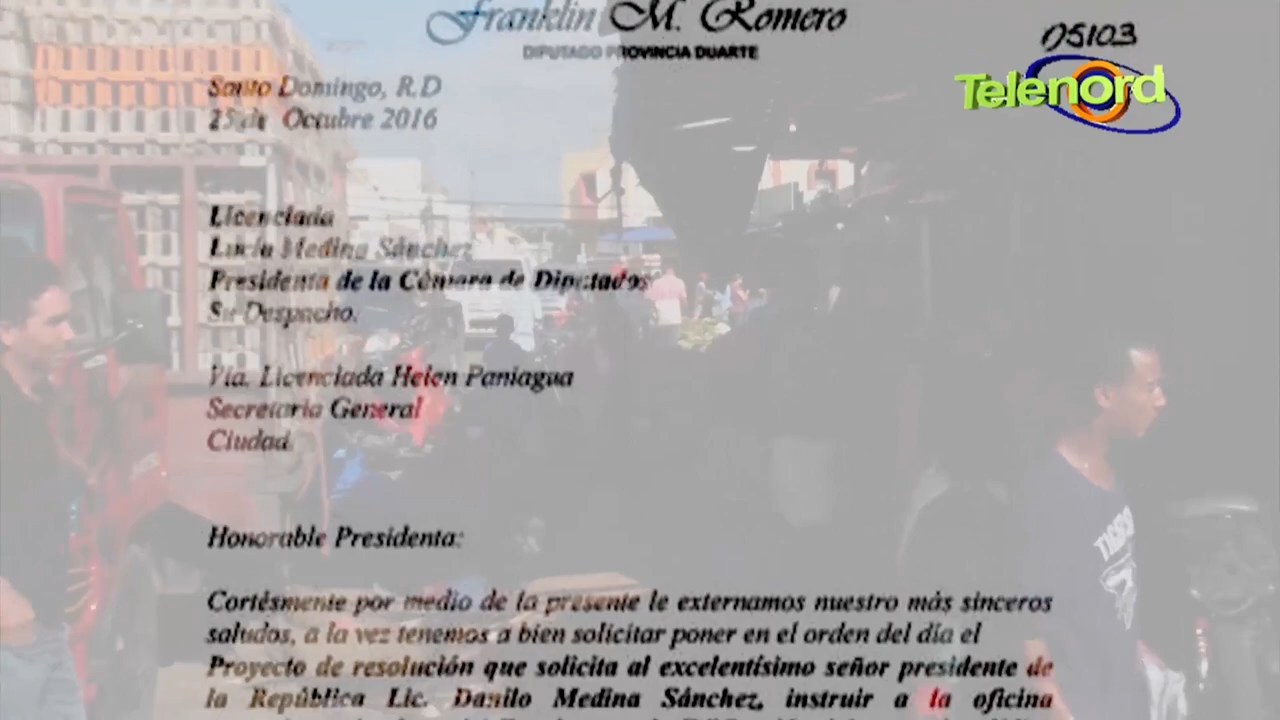 Franklin M. Romero
DIPUTADO PROVINCIA DUARTE
05103
Telenord
Santo Domingo, R.D
25 de Octubre 2016
Licenciada
Lucía Medina Sánchez
Presidenta de la Cámara de Diputados
Su Despacho.
Vía. Licenciada Helen Paniagua
Secretaria General
Ciudad.
Honorable Presidenta:
Cortésmente por medio de la presente le externamos nuestro más sinceros
saludos, a la vez tenemos a bien solicitar poner en el orden del día el
Proyecto de resolución que solicita al excelentísimo señor presidente de
la República Lic. Danilo Medina Sánchez, instruir a la oficina